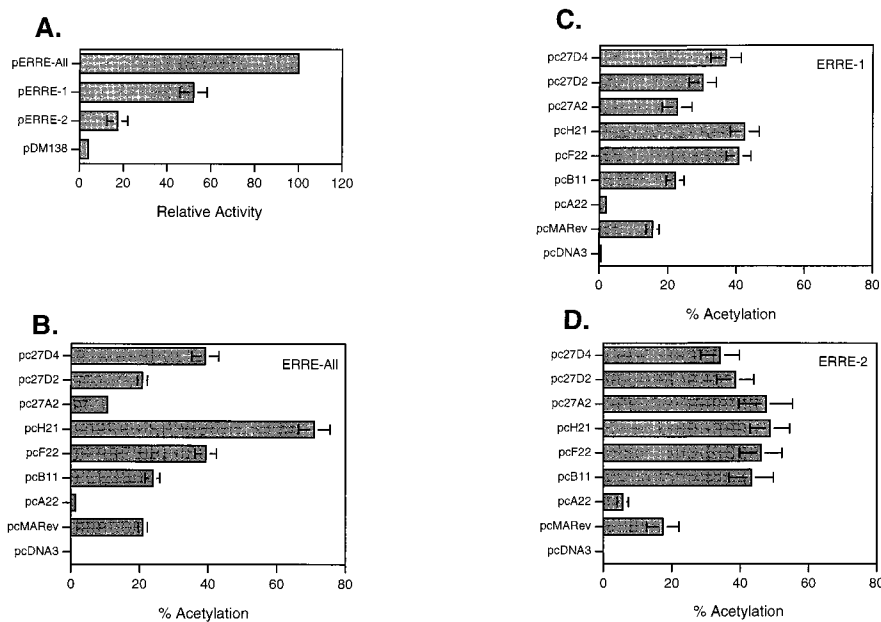 A.
pERRE-All
pERRE-1
pERRE-2
pDM138
0 20 40 60 80 100 120
Relative Activity
B.
ERRE-All
pc27D4
pc27D2
pc27A2
pcH21
pcF22
pcB11
pcA22
pcMARev
pcDNA3
0 20 40 60 80
% Acetylation
C.
ERRE-1
pc27D4
pc27D2
pc27A2
pcH21
pcF22
pcB11
pcA22
pcMARev
pcDNA3
0 20 40 60 80
% Acetylation
D.
ERRE-2
pc27D4
pc27D2
pc27A2
pcH21
pcF22
pcB11
pcA22
pcMARev
pcDNA3
0 20 40 60 80
% Acetylation